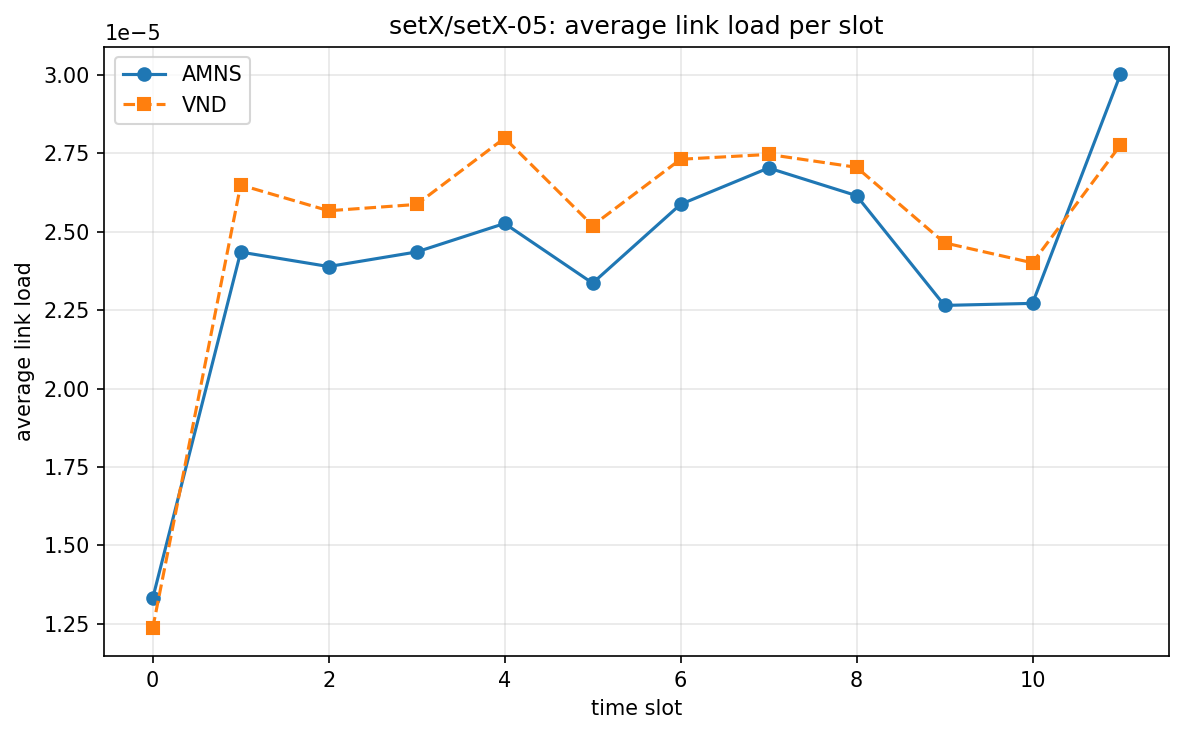 setX/setX-05: average link load per slot
1e−5
AMNS
VND
3.00
2.75
2.50
2.25
2.00
1.75
1.50
1.25
average link load
0 2 4 6 8 10
time slot